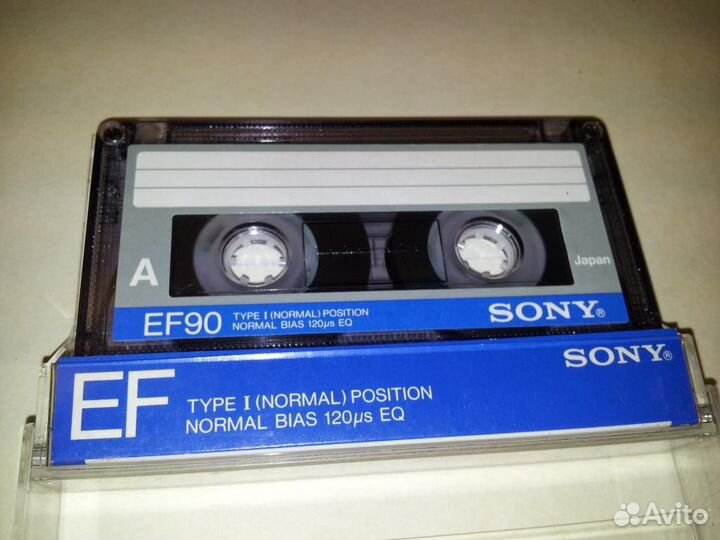 A
Japan
EF90 TYPE I (NORMAL) POSITION
NORMAL BIAS 120μs EQ
SONY®
SONY®
EF TYPE I (NORMAL) POSITION
NORMAL BIAS 120μs EQ
Avito